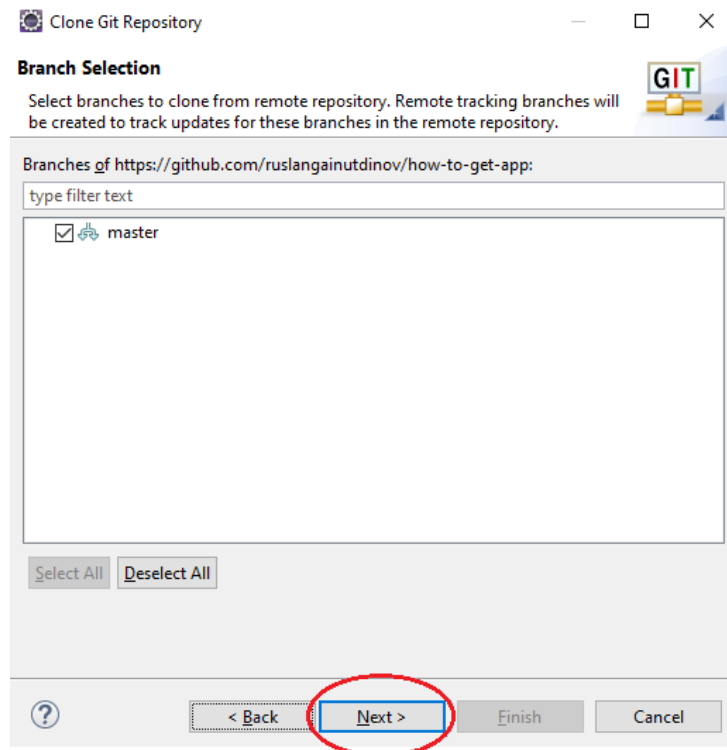 Clone Git Repository
Branch Selection
GIT
Select branches to clone from remote repository. Remote tracking branches will
be created to track updates for these branches in the remote repository.
Branches of https://github.com/ruslangainutdinov/how-to-get-app:
type filter text
master
Select All Deselect All
? < Back Next > Finish Cancel